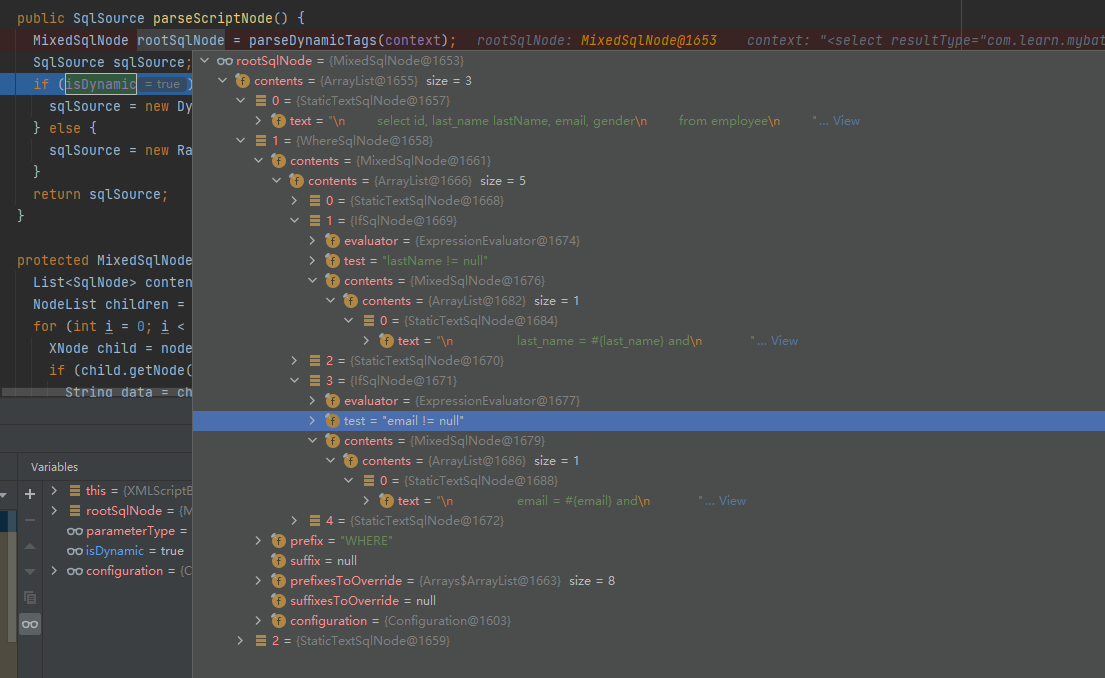 public SqlSource parseScriptNode() {
MixedSqlNode rootSqlNode = parseDynamicTags(context); rootSqlNode: MixedSqlNode@1653 context: "<select resultType="com.learn.mybat
SqlSource sqlSource;
if (isDynamic = true )
sqlSource = new Dy
} else {
sqlSource = new Ra
}
return sqlSource;
}
protected MixedSqlNode
List<SqlNode> conten
NodeList children =
for (int i = 0; i <
XNode child = node
if (child.getNode(
String data = ch
rootSqlNode = {MixedSqlNode@1653}
contents = {ArrayList@1655} size = 3
0 = {StaticTextSqlNode@1657}
text = "\n select id, last_name lastName, email, gender\n from employee\n "... View
1 = {WhereSqlNode@1658}
contents = {MixedSqlNode@1661}
contents = {ArrayList@1666} size = 5
0 = {StaticTextSqlNode@1668}
1 = {IfSqlNode@1669}
evaluator = {ExpressionEvaluator@1674}
test = "lastName != null"
contents = {MixedSqlNode@1676}
contents = {ArrayList@1682} size = 1
0 = {StaticTextSqlNode@1684}
text = "\n last_name = #{last_name} and\n "... View
2 = {StaticTextSqlNode@1670}
3 = {IfSqlNode@1671}
evaluator = {ExpressionEvaluator@1677}
test = "email != null"
contents = {MixedSqlNode@1679}
contents = {ArrayList@1686} size = 1
0 = {StaticTextSqlNode@1688}
text = "\n email = #{email} and\n "... View
4 = {StaticTextSqlNode@1672}
prefix = "WHERE"
suffix = null
prefixesToOverride = {Arrays$ArrayList@1663} size = 8
suffixesToOverride = null
configuration = {Configuration@1603}
2 = {StaticTextSqlNode@1659}
Variables
this = {XMLScriptB
rootSqlNode = {M
parameterType =
isDynamic = true
configuration = {C